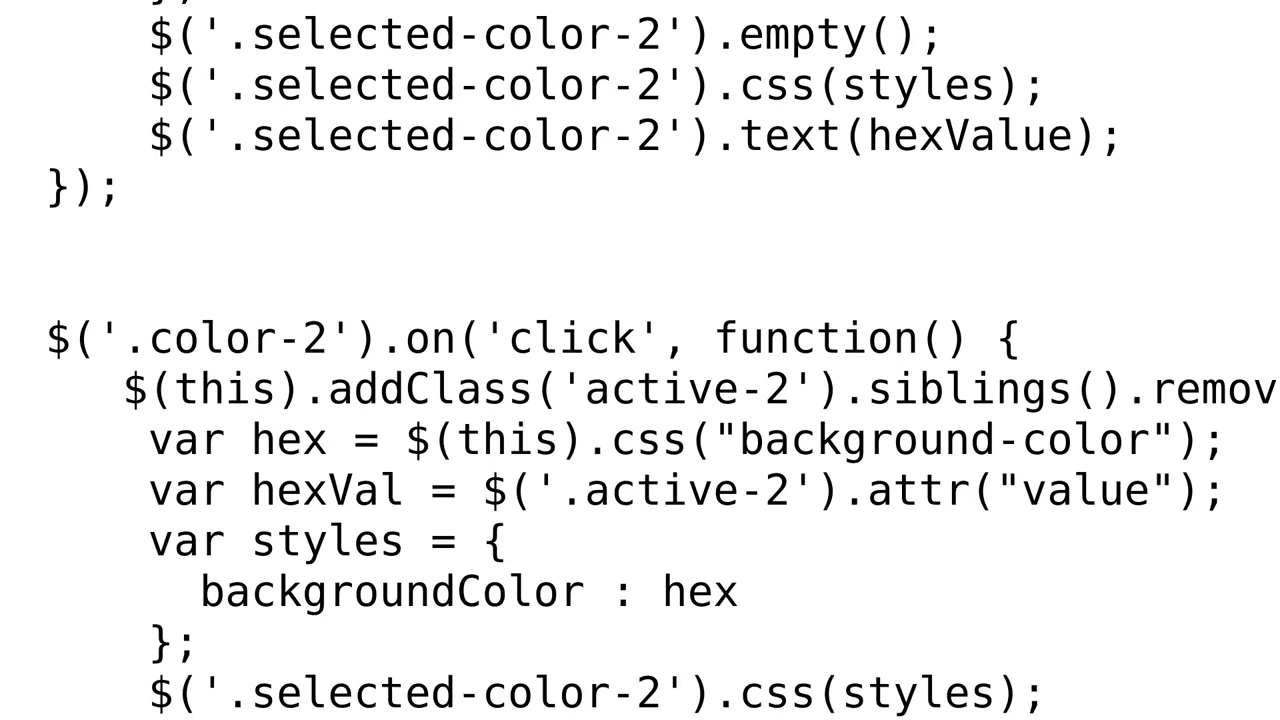 $('.selected-color-2').empty();
$('.selected-color-2').css(styles);
$('.selected-color-2').text(hexValue);
});
$('.color-2').on('click', function() {
$(this).addClass('active-2').siblings().remov
var hex = $(this).css("background-color");
var hexVal = $('.active-2').attr("value");
var styles = {
backgroundColor : hex
};
$('.selected-color-2').css(styles);